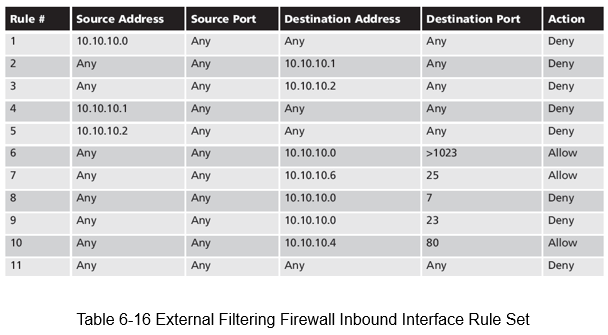 Rule # Source Address Source Port Destination Address Destination Port Action
1 10.10.10.0 Any Any Any Deny
2 Any Any 10.10.10.1 Any Deny
3 Any Any 10.10.10.2 Any Deny
4 10.10.10.1 Any Any Any Deny
5 10.10.10.2 Any Any Any Deny
6 Any Any 10.10.10.0 >1023 Allow
7 Any Any 10.10.10.6 25 Allow
8 Any Any 10.10.10.0 7 Deny
9 Any Any 10.10.10.0 23 Deny
10 Any Any 10.10.10.4 80 Allow
11 Any Any Any Any Deny
Table 6-16 External Filtering Firewall Inbound Interface Rule Set